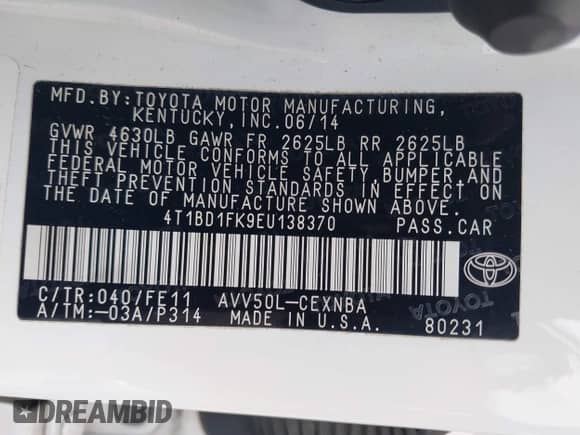 MFD.BY:TOYOTA MOTOR MANUFACTURING,
KENTUCKY,INC.06/14
GVWR 4630LB GAWR FR 2625LB RR 2625LB
THIS VEHICLE CONFORMS TO ALL APPLICABLE
FEDERAL MOTOR VEHICLE SAFETY,BUMPER,AND
THEFT PREVENTION STANDARDS IN EFFECT ON
THE DATE OF MANUFACTURE SHOWN ABOVE.
4T1BD1FK9EU138370 PASS.CAR
C/TR:040/FE11 AVV50L-CEXNBA
A/TM:-03A/P314 MADE IN U.S.A. 80231
TOYOTA
DREAMBID